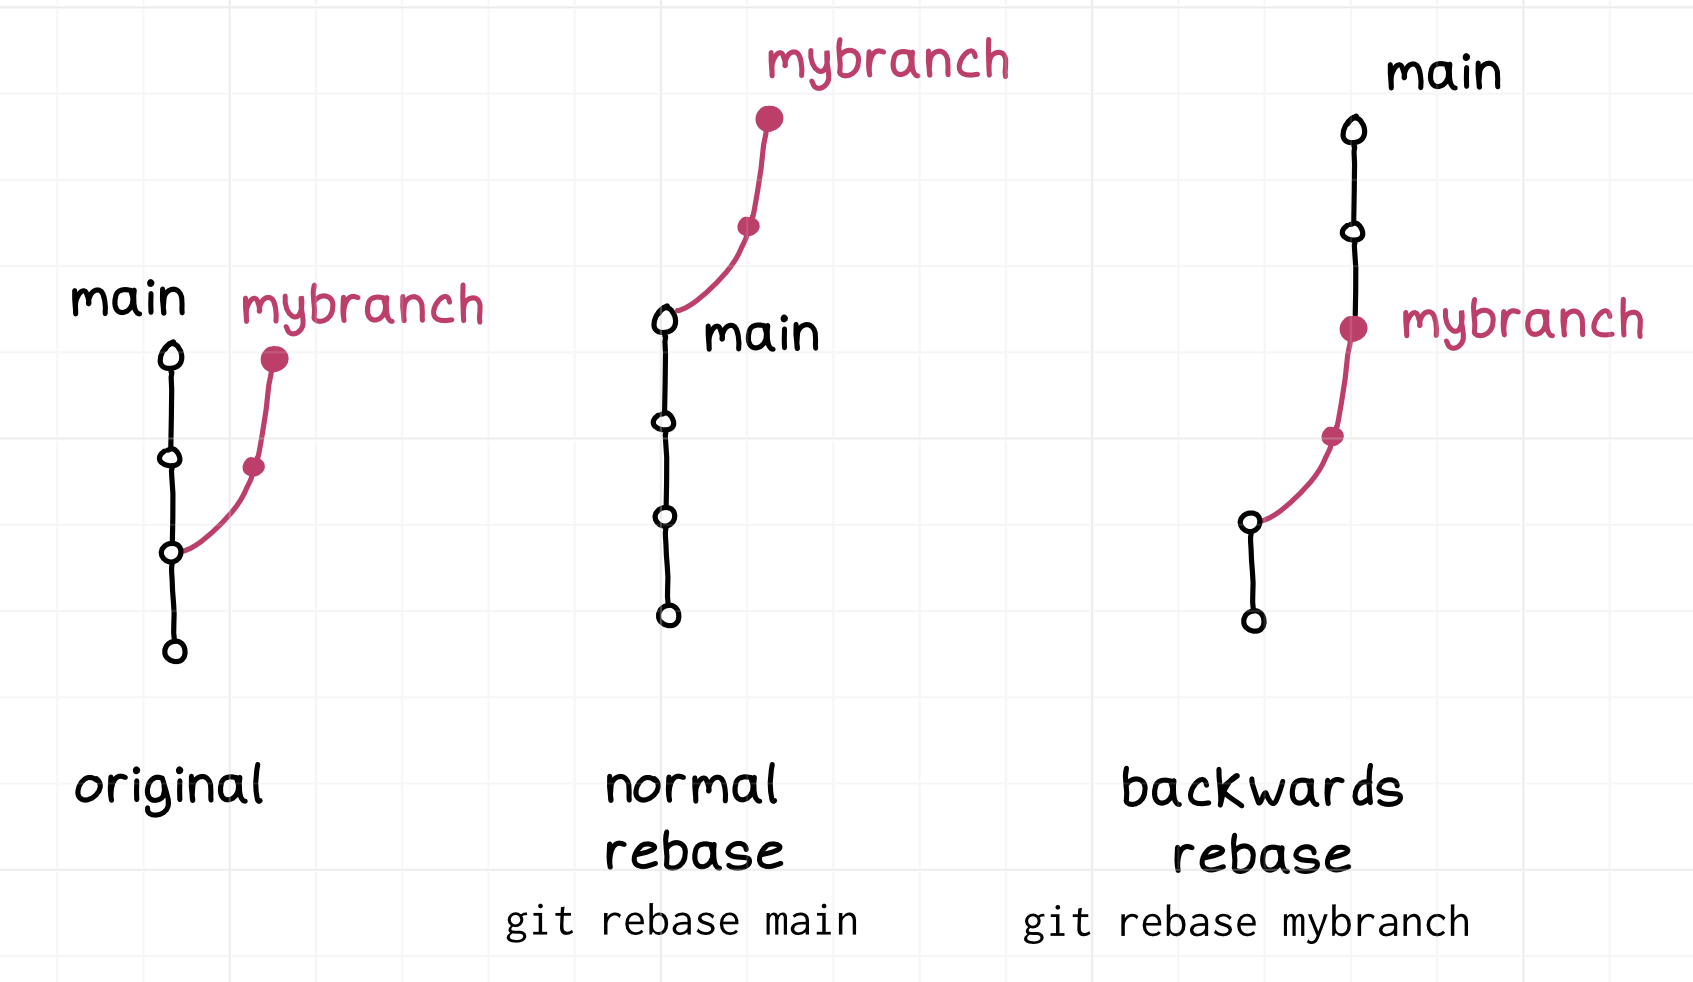 mybranch
main
main
mybranch
main
mybranch
original
normal
rebase
git rebase main
backwards
rebase
git rebase mybranch